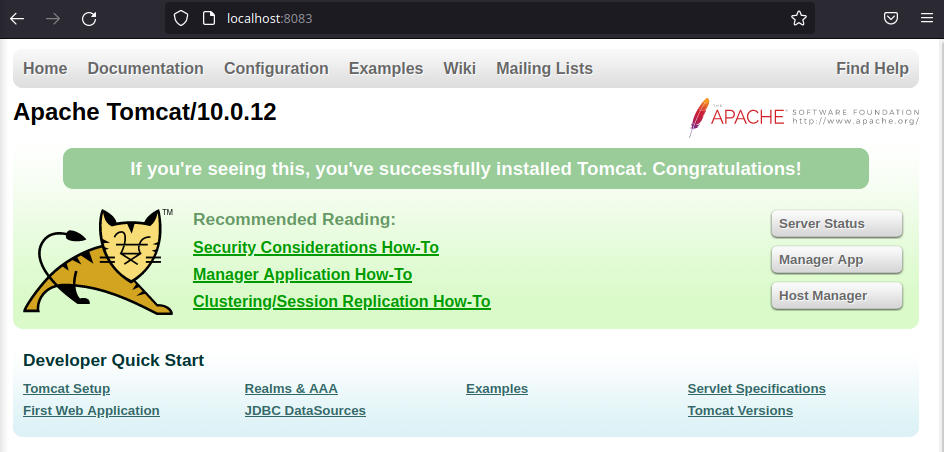 localhost:8083
Home Documentation Configuration Examples Wiki Mailing Lists Find Help
Apache Tomcat/10.0.12
THE
APACHE® SOFTWARE FOUNDATION
http://www.apache.org/
If you're seeing this, you've successfully installed Tomcat. Congratulations!
TM
Recommended Reading:
Security Considerations How-To
Manager Application How-To
Clustering/Session Replication How-To
Server Status
Manager App
Host Manager
Developer Quick Start
Tomcat Setup Realms & AAA Examples Servlet Specifications
First Web Application JDBC DataSources Tomcat Versions